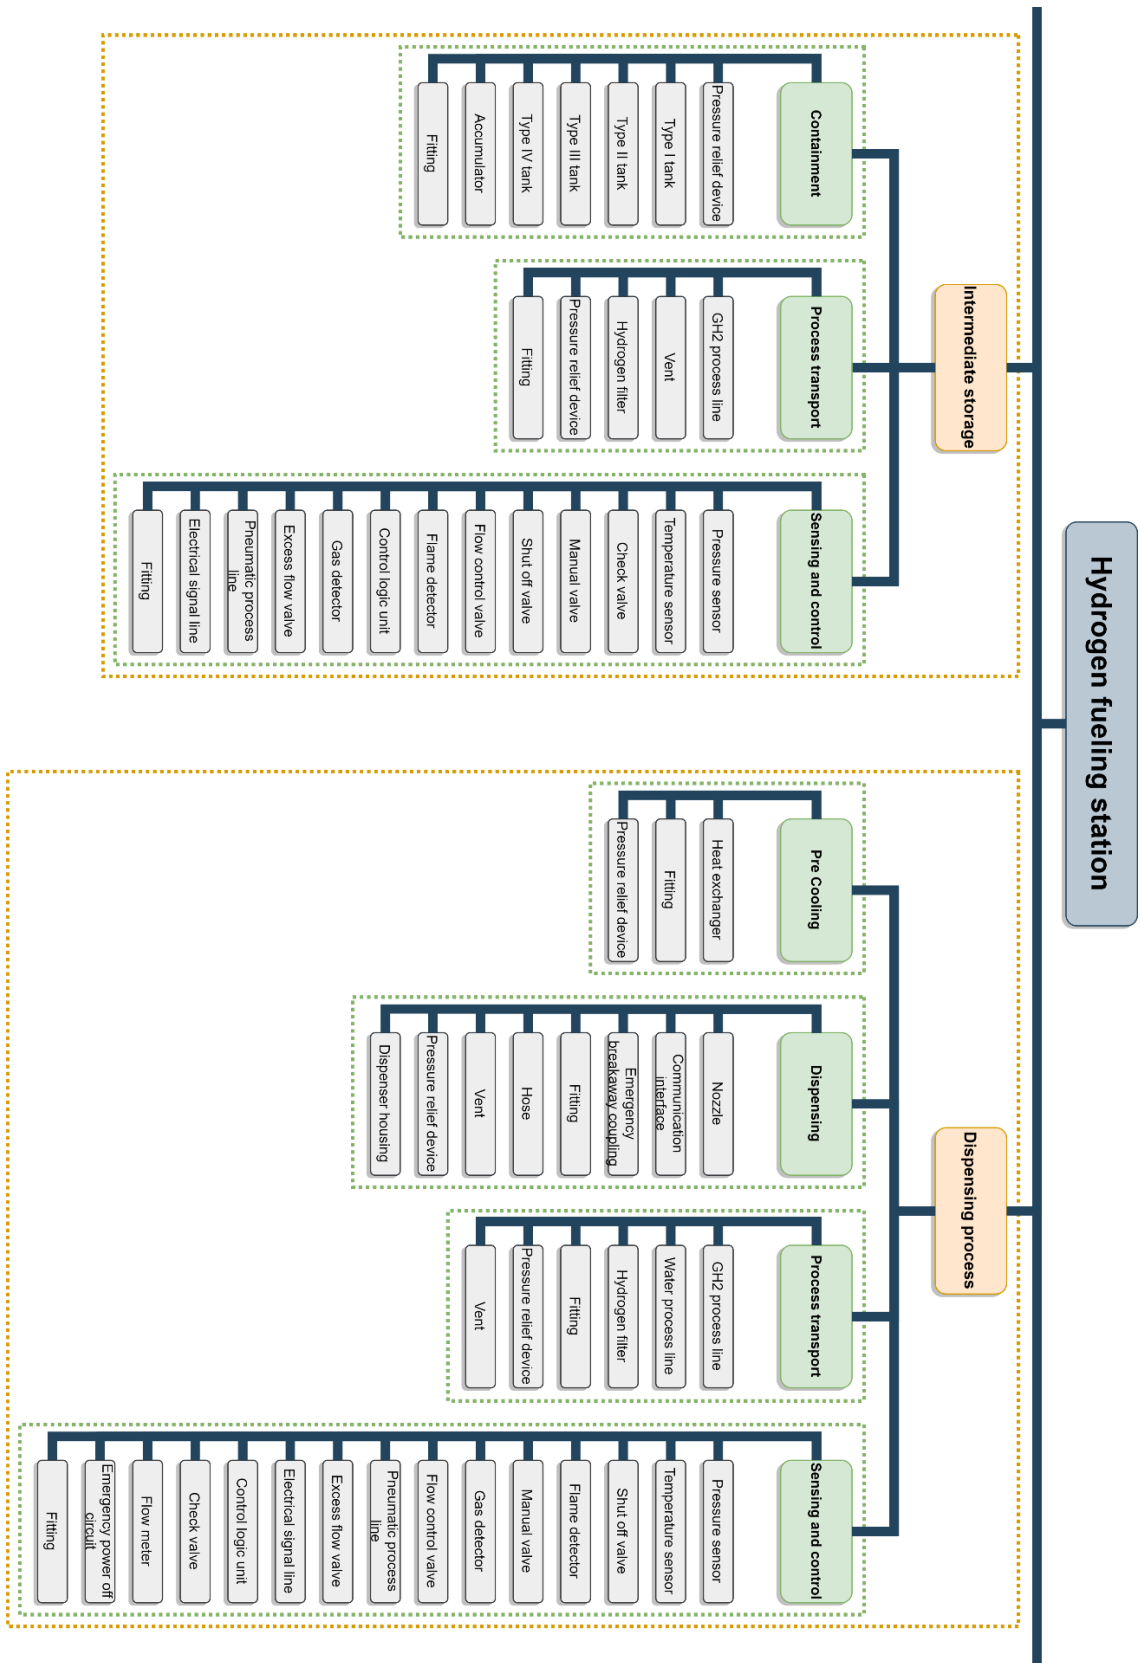 Hydrogen fueling station
Intermediate storage
Containment
Pressure relief device
Type I tank
Type II tank
Type III tank
Type IV tank
Accumulator
Fitting
Process transport
GH2 process line
Vent
Hydrogen filter
Pressure relief device
Fitting
Sensing and control
Pressure sensor
Temperature sensor
Check valve
Manual valve
Shut off valve
Flow control valve
Flame detector
Control logic unit
Gas detector
Excess flow valve
Pneumatic process
line
Electrical signal line
Fitting
Dispensing process
Pre Cooling
Heat exchanger
Fitting
Pressure relief device
Dispensing
Nozzle
Communication
interface
Emergency
breakaway coupling
Fitting
Hose
Vent
Pressure relief device
Dispenser housing
Process transport
GH2 process line
Water process line
Hydrogen filter
Fitting
Pressure relief device
Vent
Sensing and control
Pressure sensor
Temperature sensor
Shut off valve
Flame detector
Manual valve
Gas detector
Flow control valve
Pneumatic process
line
Excess flow valve
Electrical signal line
Control logic unit
Check valve
Flow meter
Emergency power off
circuit
Fitting